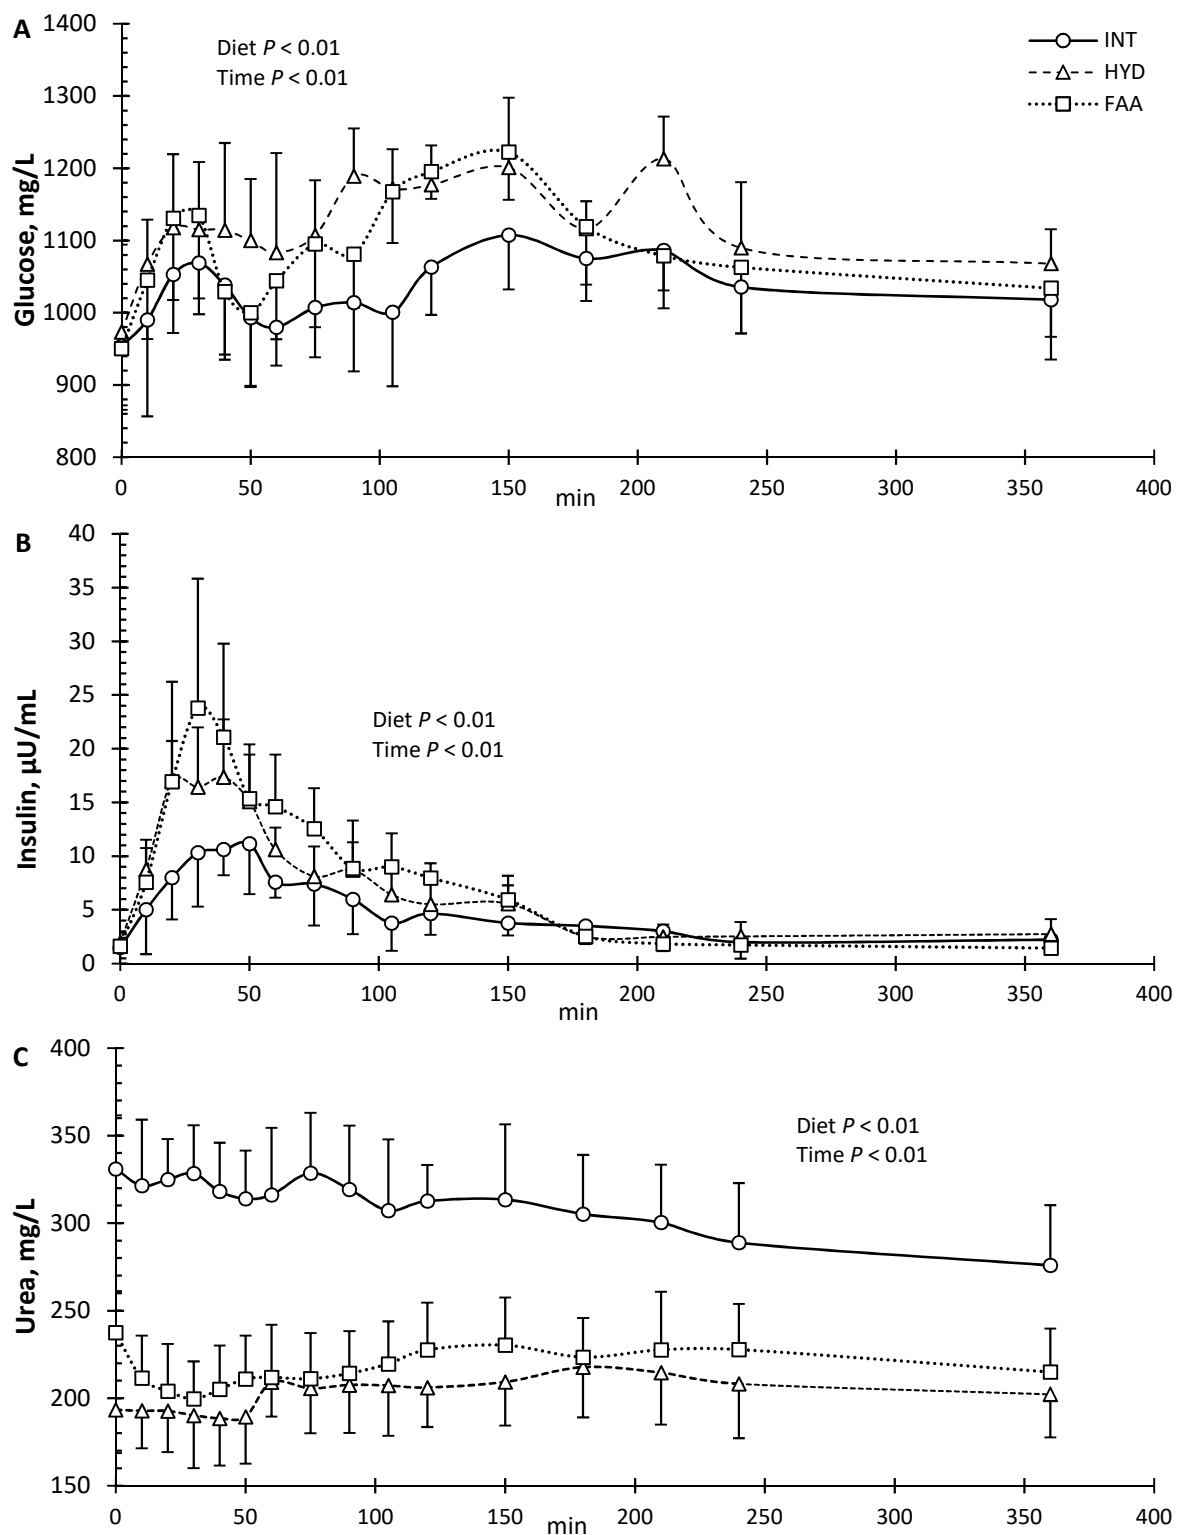 A
Glucose, mg/L
1400
1300
1200
1100
1000
900
800
Diet P < 0.01
Time P < 0.01
INT
HYD
FAA
0 50 100 150 200 250 300 350 400
min
B
Insulin, µU/mL
40
35
30
25
20
15
10
5
0
Diet P < 0.01
Time P < 0.01
0 50 100 150 200 250 300 350 400
min
C
Urea, mg/L
400
350
300
250
200
150
Diet P < 0.01
Time P < 0.01
0 50 100 150 200 250 300 350 400
min